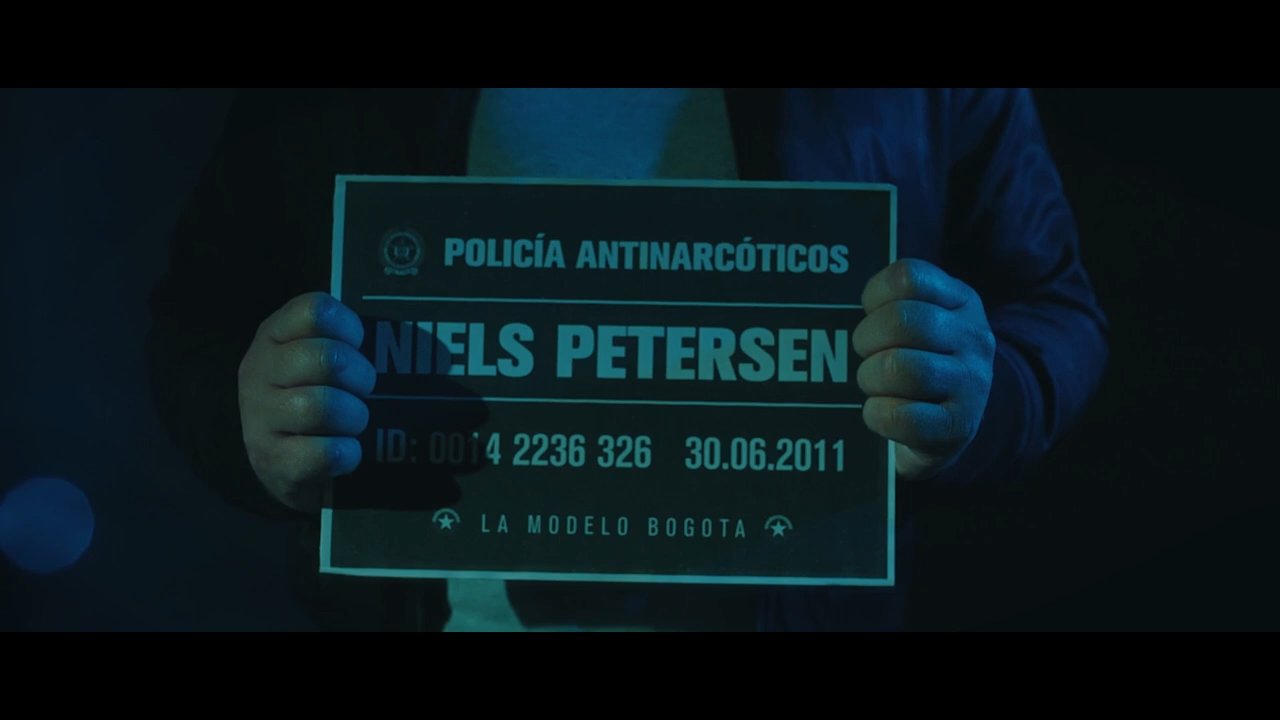 POLICÍA ANTINARCÓTICOS
NIELS PETERSEN
ID: 0014 2236 326 30.06.2011
LA MODELO BOGOTA